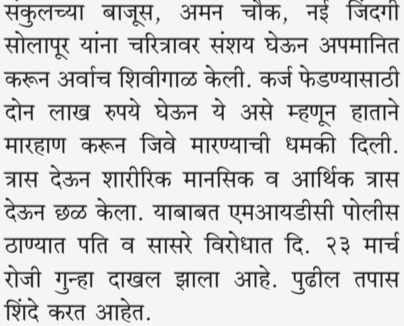 संकुलच्या बाजूस, अमन चौक, नई जिंदगी
सोलापूर यांना चरित्रावर संशय घेऊन अपमानित
करून अर्वाच शिवीगाळ केली. कर्ज फेडण्यासाठी
दोन लाख रुपये घेऊन ये असे म्हणून हाताने
मारहाण करून जिवे मारण्याची धमकी दिली.
त्रास देऊन शारीरिक मानसिक व आर्थिक त्रास
देऊन छळ केला. याबाबत एमआयडीसी पोलीस
ठाण्यात पति व सासरे विरोधात दि. २३ मार्च
रोजी गुन्हा दाखल झाला आहे. पुढील तपास
शिंदे करत आहेत.